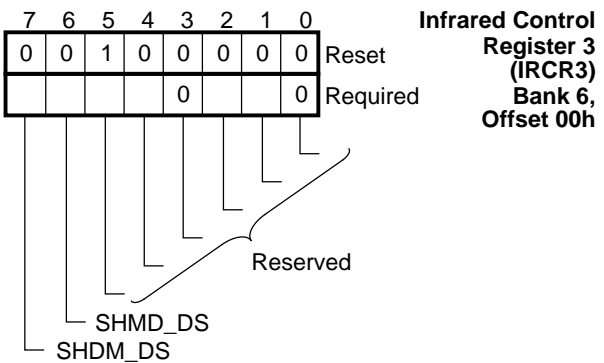 7 6 5 4 3 2 1 0
0 0 1 0 0 0 0 0 Reset
0 0 Required
Infrared Control
Register 3
(IRCR3)
Bank 6,
Offset 00h
Reserved
SHMD_DS
SHDM_DS